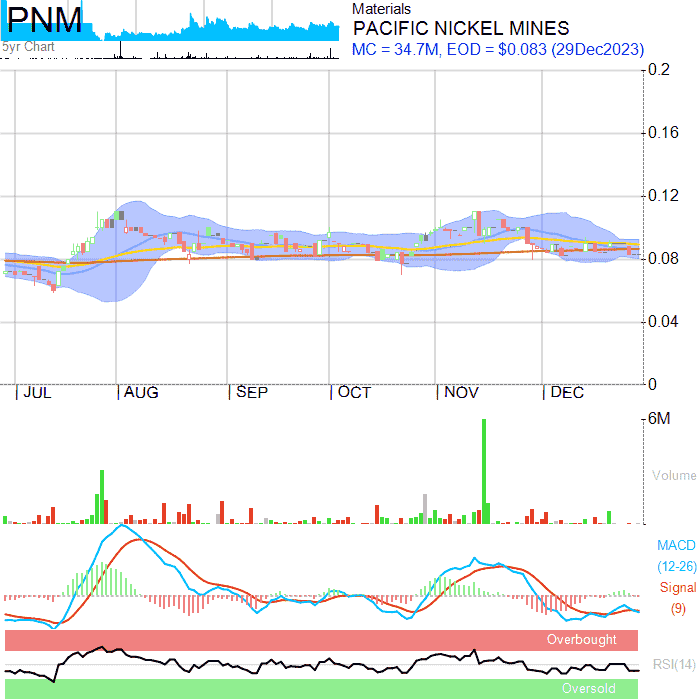 PNM
5yr Chart
Materials
PACIFIC NICKEL MINES
MC = 34.7M, EOD = $0.083 (29Dec2023)
0.2
0.16
0.12
0.08
0.04
0
JUL AUG SEP OCT NOV DEC
6M
Volume
MACD
(12-26)
Signal
(9)
Overbought
RSI(14)
Oversold